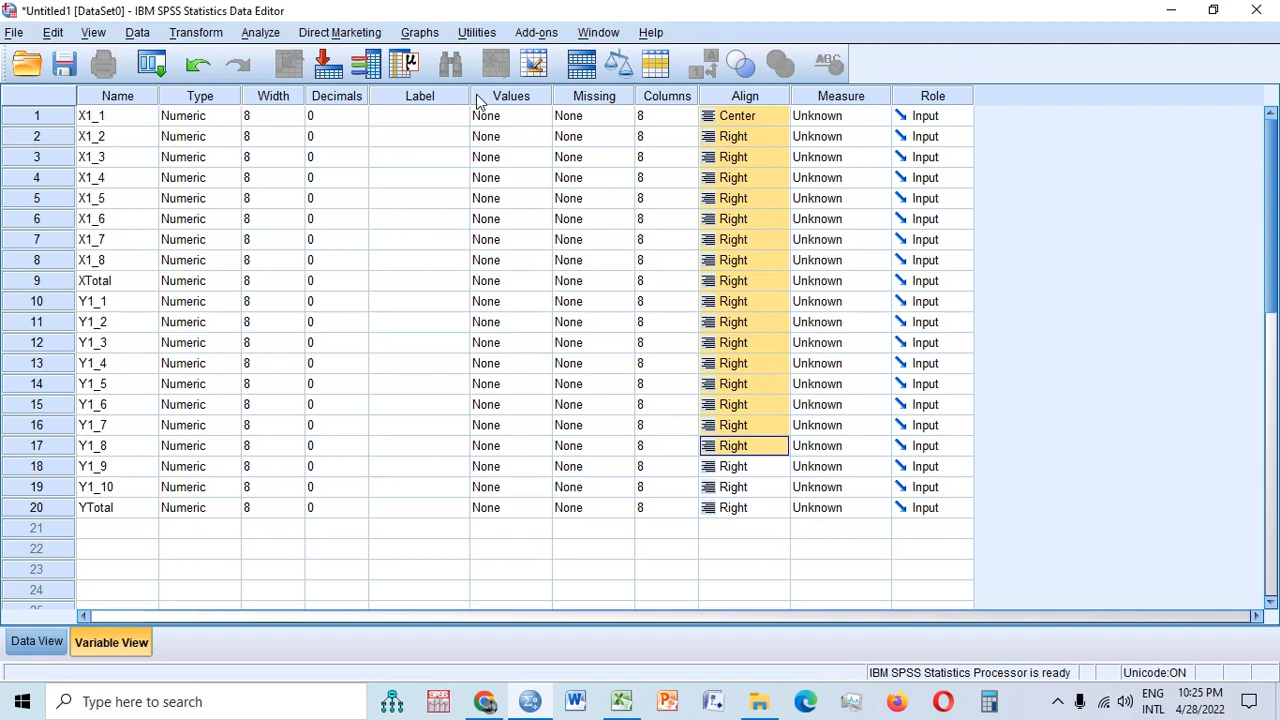 *Untitled1 [DataSet0] - IBM SPSS Statistics Data Editor
File Edit View Data Transform Analyze Direct Marketing Graphs Utilities Add-ons Window Help
Name Type Width Decimals Label Values Missing Columns Align Measure Role
1 X1_1 Numeric 8 0 None None 8 Center Unknown Input
2 X1_2 Numeric 8 0 None None 8 Right Unknown Input
3 X1_3 Numeric 8 0 None None 8 Right Unknown Input
4 X1_4 Numeric 8 0 None None 8 Right Unknown Input
5 X1_5 Numeric 8 0 None None 8 Right Unknown Input
6 X1_6 Numeric 8 0 None None 8 Right Unknown Input
7 X1_7 Numeric 8 0 None None 8 Right Unknown Input
8 X1_8 Numeric 8 0 None None 8 Right Unknown Input
9 XTotal Numeric 8 0 None None 8 Right Unknown Input
10 Y1_1 Numeric 8 0 None None 8 Right Unknown Input
11 Y1_2 Numeric 8 0 None None 8 Right Unknown Input
12 Y1_3 Numeric 8 0 None None 8 Right Unknown Input
13 Y1_4 Numeric 8 0 None None 8 Right Unknown Input
14 Y1_5 Numeric 8 0 None None 8 Right Unknown Input
15 Y1_6 Numeric 8 0 None None 8 Right Unknown Input
16 Y1_7 Numeric 8 0 None None 8 Right Unknown Input
17 Y1_8 Numeric 8 0 None None 8 Right Unknown Input
18 Y1_9 Numeric 8 0 None None 8 Right Unknown Input
19 Y1_10 Numeric 8 0 None None 8 Right Unknown Input
20 YTotal Numeric 8 0 None None 8 Right Unknown Input
21
22
23
24
Data View Variable View
IBM SPSS Statistics Processor is ready Unicode:ON
Type here to search
ENG 10:25 PM
INTL 4/28/2022